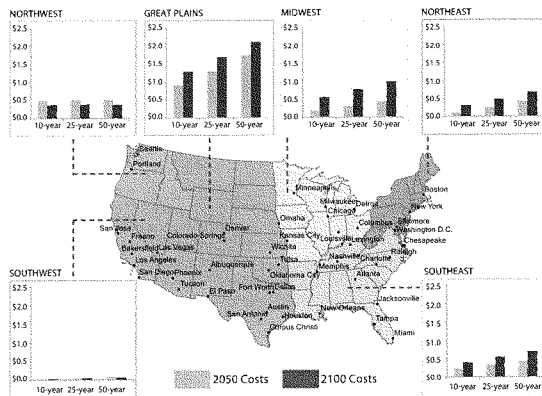 NORTHWEST
$2.5
$2.0
$1.5
$1.0
$0.5
$0.0
10-year 25-year 50-year
GREAT PLAINS
$2.5
$2.0
$1.5
$1.0
$0.5
$0.0
10-year 25-year 50-year
MIDWEST
$2.5
$2.0
$1.5
$1.0
$0.5
$0.0
10-year 25-year 50-year
NORTHEAST
$2.5
$2.0
$1.5
$1.0
$0.5
$0.0
10-year 25-year 50-year
Seattle
Portland
Minneapolis
Boston
Milwaukee
Detroit
Chicago
New York
Omaha
Columbus
Baltimore
Washington D.C.
San Jose
Fresno
Colorado Springs
Denver
Kansas City
Louisville
Lexington
Chesapeake
Bakersfield
Las Vegas
Wichita
Nashville
Raleigh
Los Angeles
Tulsa
Charlotte
Albuquerque
Memphis
San Diego
Phoenix
Oklahoma City
Atlanta
Tucson
Fort Worth
Dallas
El Paso
Jacksonville
Austin
New Orleans
San Antonio
Houston
Tampa
Corpus Christi
Miami
SOUTHWEST
$2.5
$2.0
$1.5
$1.0
$0.5
$0.0
10-year 25-year 50-year
SOUTHEAST
$2.5
$2.0
$1.5
$1.0
$0.5
$0.0
10-year 25-year 50-year
2050 Costs
2100 Costs